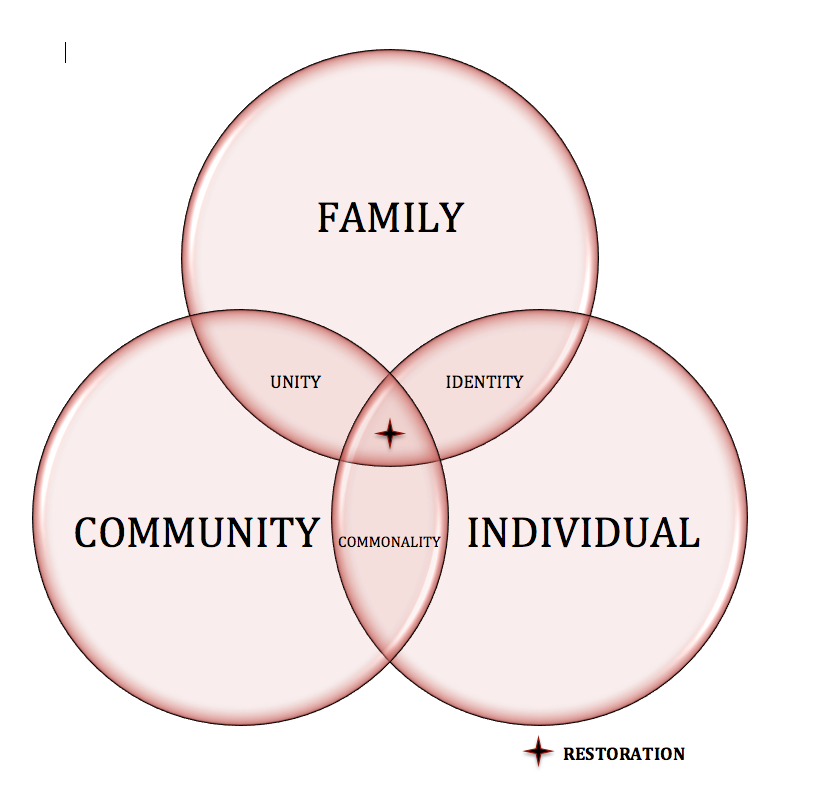 FAMILY
UNITY
IDENTITY
COMMUNITY
COMMONALITY
INDIVIDUAL
RESTORATION